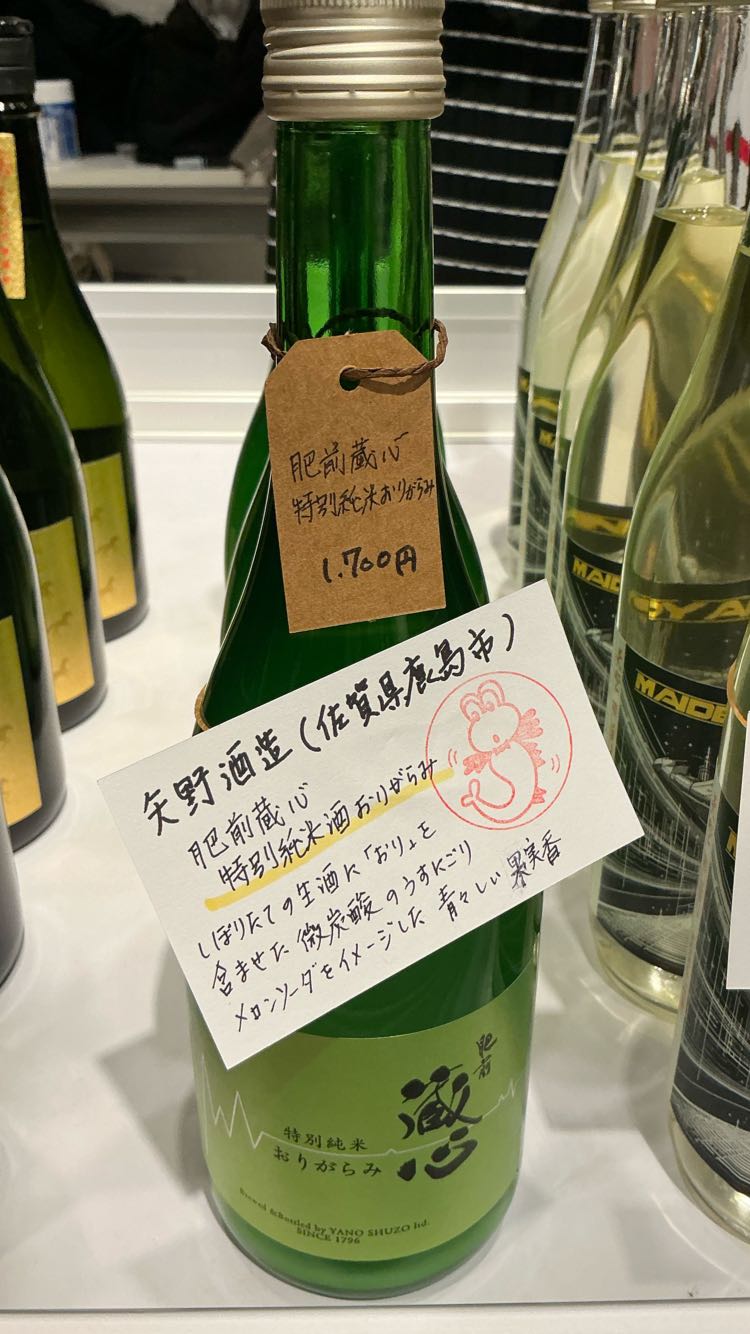 肥前蔵心
特別純米おりがらみ
1.700円
矢野酒造(佐賀県鹿島市)
肥前蔵心
特別純米酒おりがらみ
しぼりたての生酒に「おり」を
含ませた微炭酸のうすにごり
メロンソーダをイメージした青々しい果実香
肥前
蔵心
特別純米
おりがらみ
Brewed &Bottled by YANO SHUZO ltd.
SINCE 1796
MAIDE
MAIDE